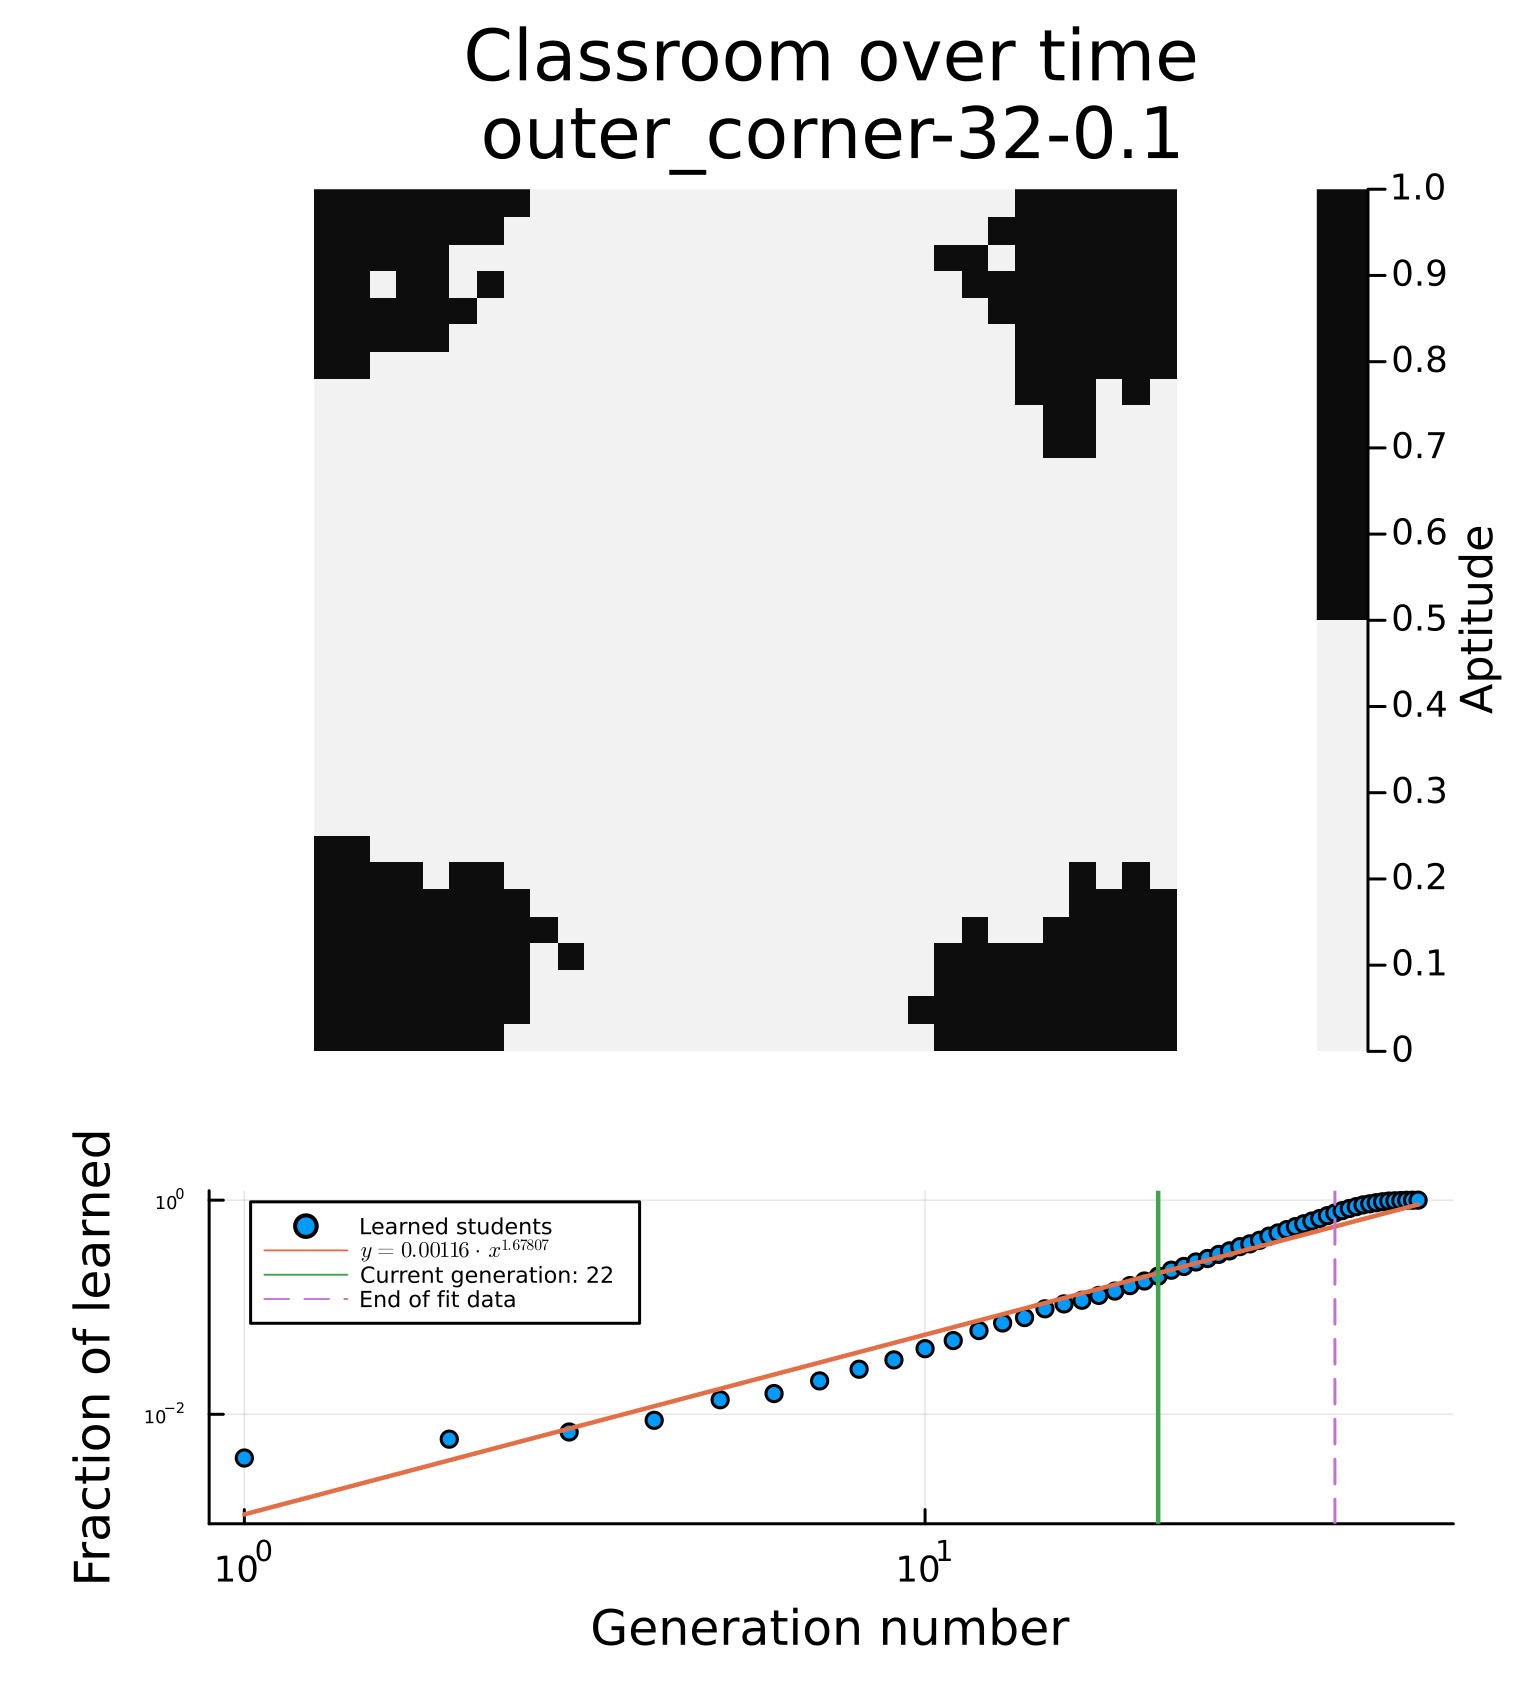 Classroom over time
outer_corner-32-0.1
1.0
0.9
0.8
0.7
0.6
0.5
0.4
0.3
0.2
0.1
0
Aptitude
Fraction of learned
10^0
10^-2
Learned students
y = 0.00116 · x^1.67807
Current generation: 22
End of fit data
10^0
10^1
Generation number